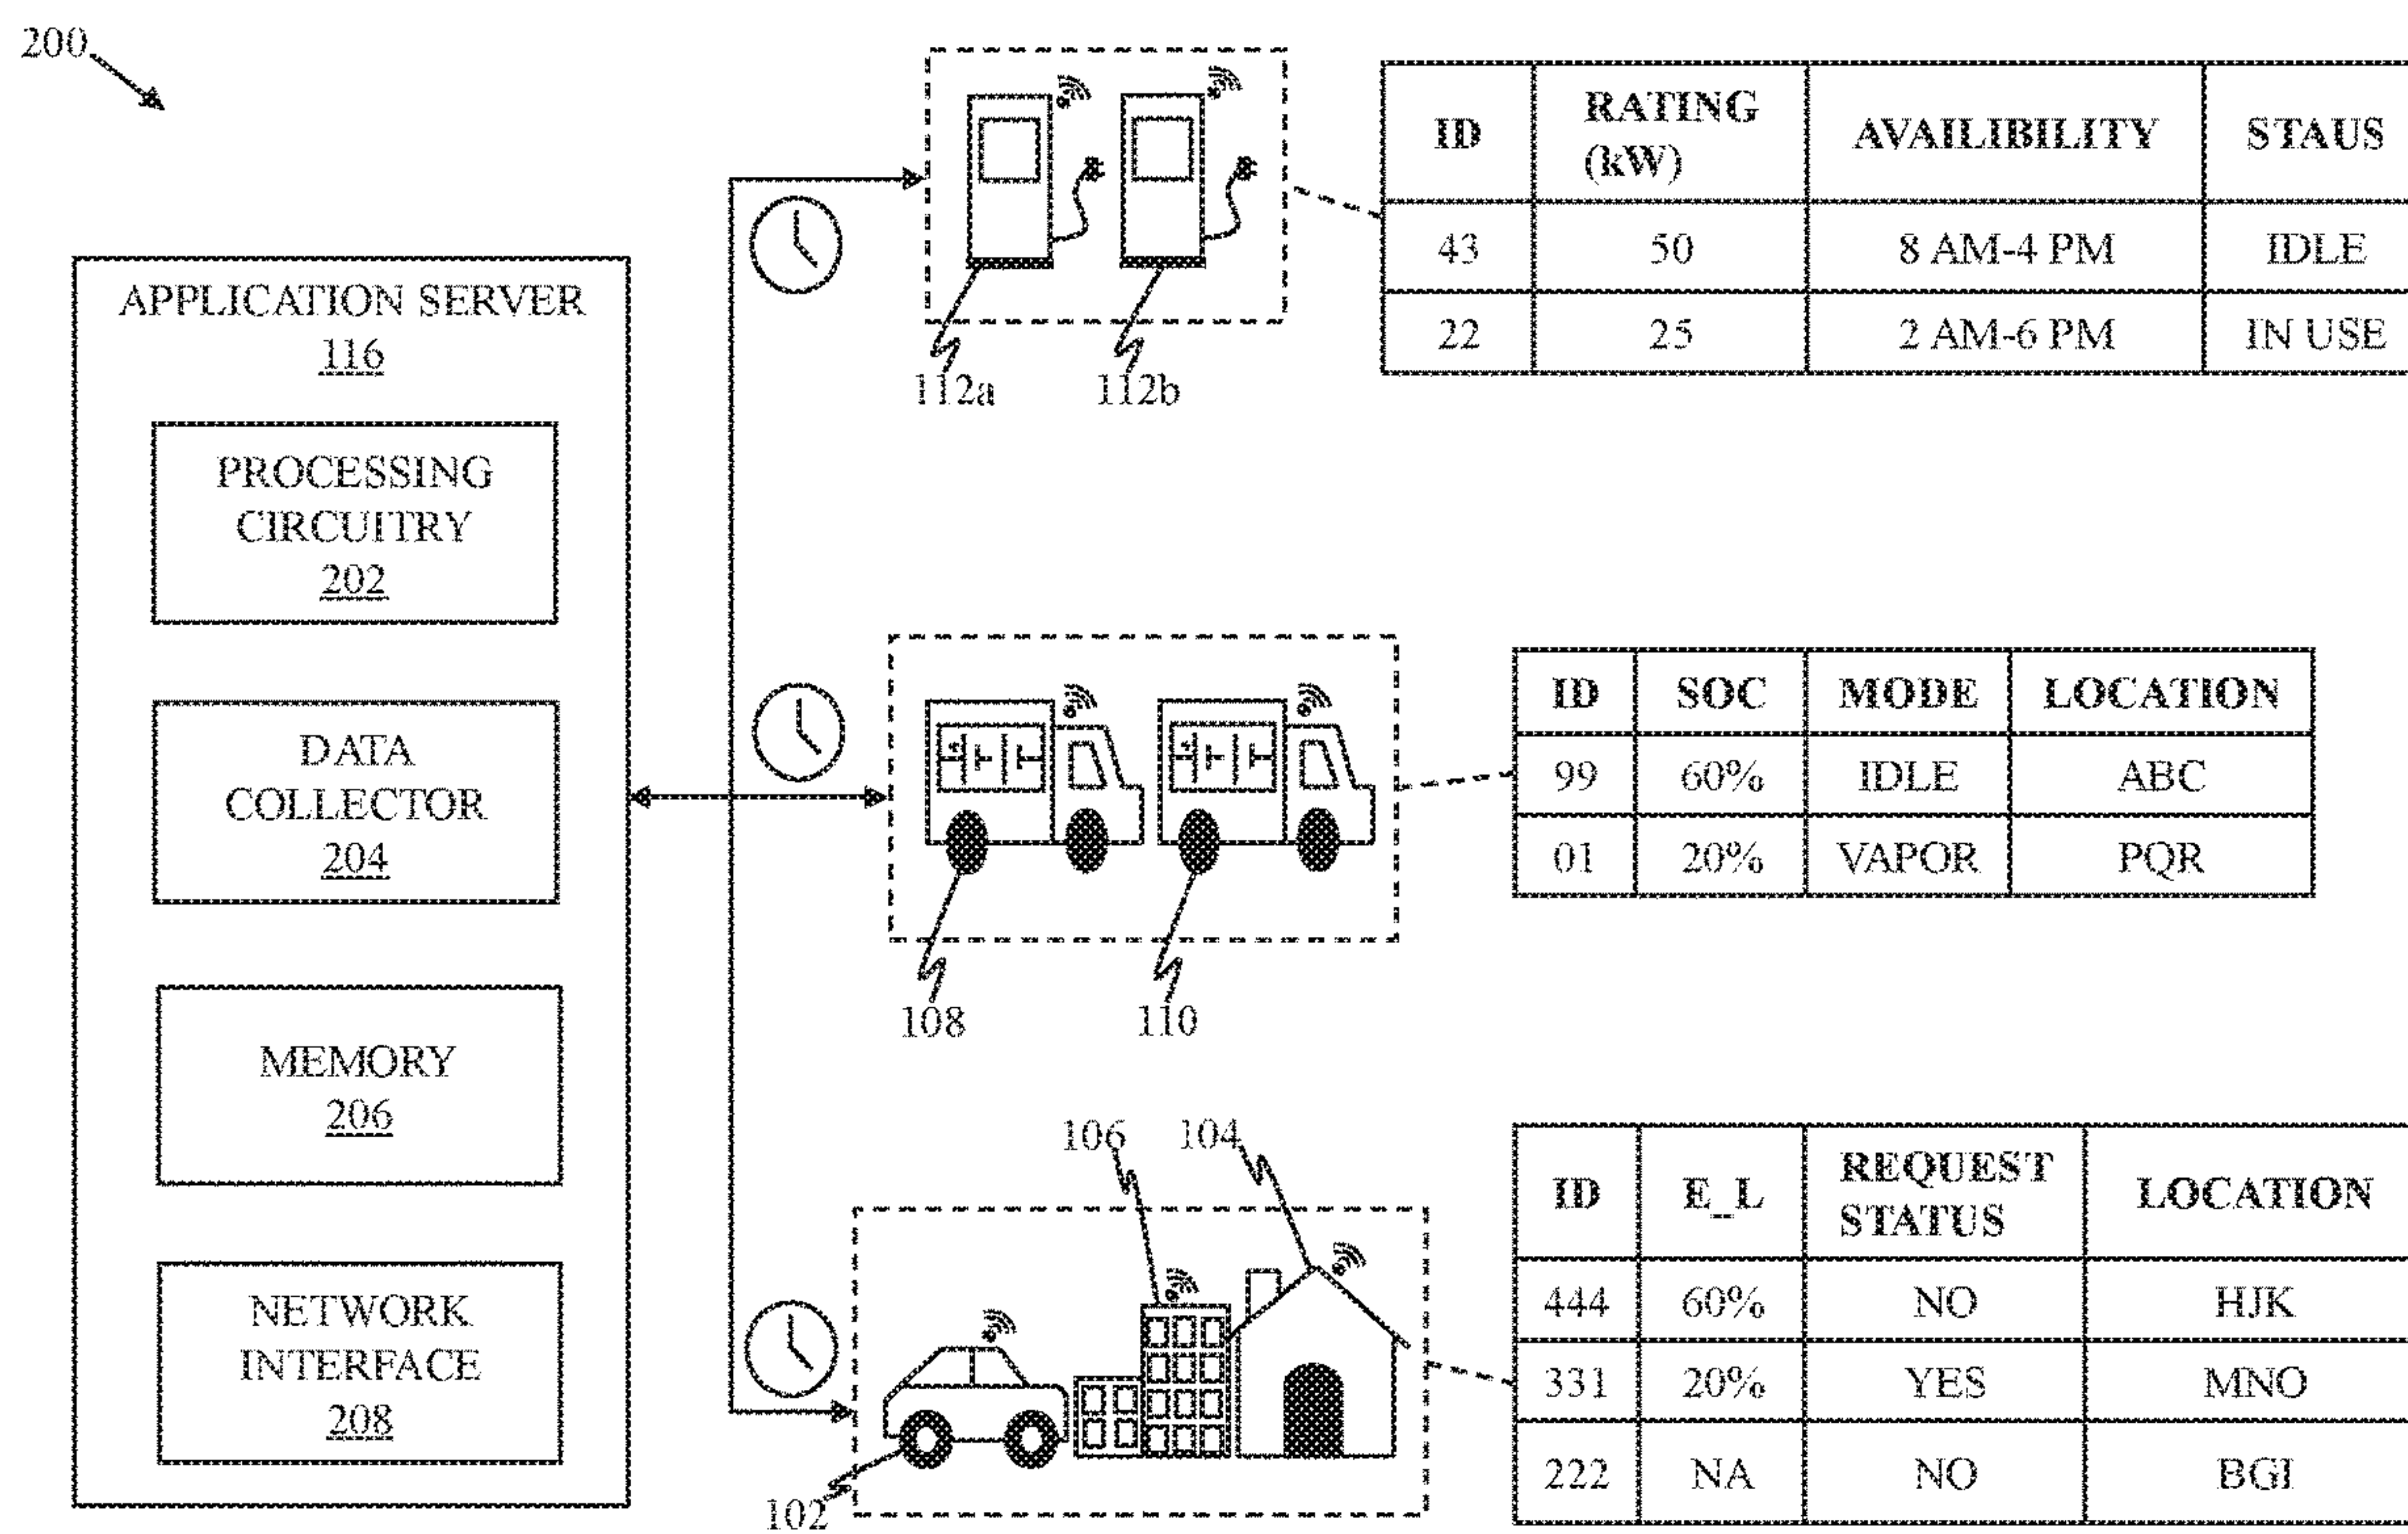 200
APPLICATION SERVER
116
PROCESSING
CIRCUITRY
202
DATA
COLLECTOR
204
MEMORY
206
NETWORK
INTERFACE
208
112a
112b
ID RATING (kW) AVAILIBILITY STAUS
43 50 8 AM-4 PM IDLE
22 25 2 AM-6 PM IN USE
108
110
ID SOC MODE LOCATION
99 60% IDLE ABC
01 20% VAPOR PQR
106
104
102
ID E_L REQUEST STATUS LOCATION
444 60% NO HJK
331 20% YES MNO
222 NA NO BGI